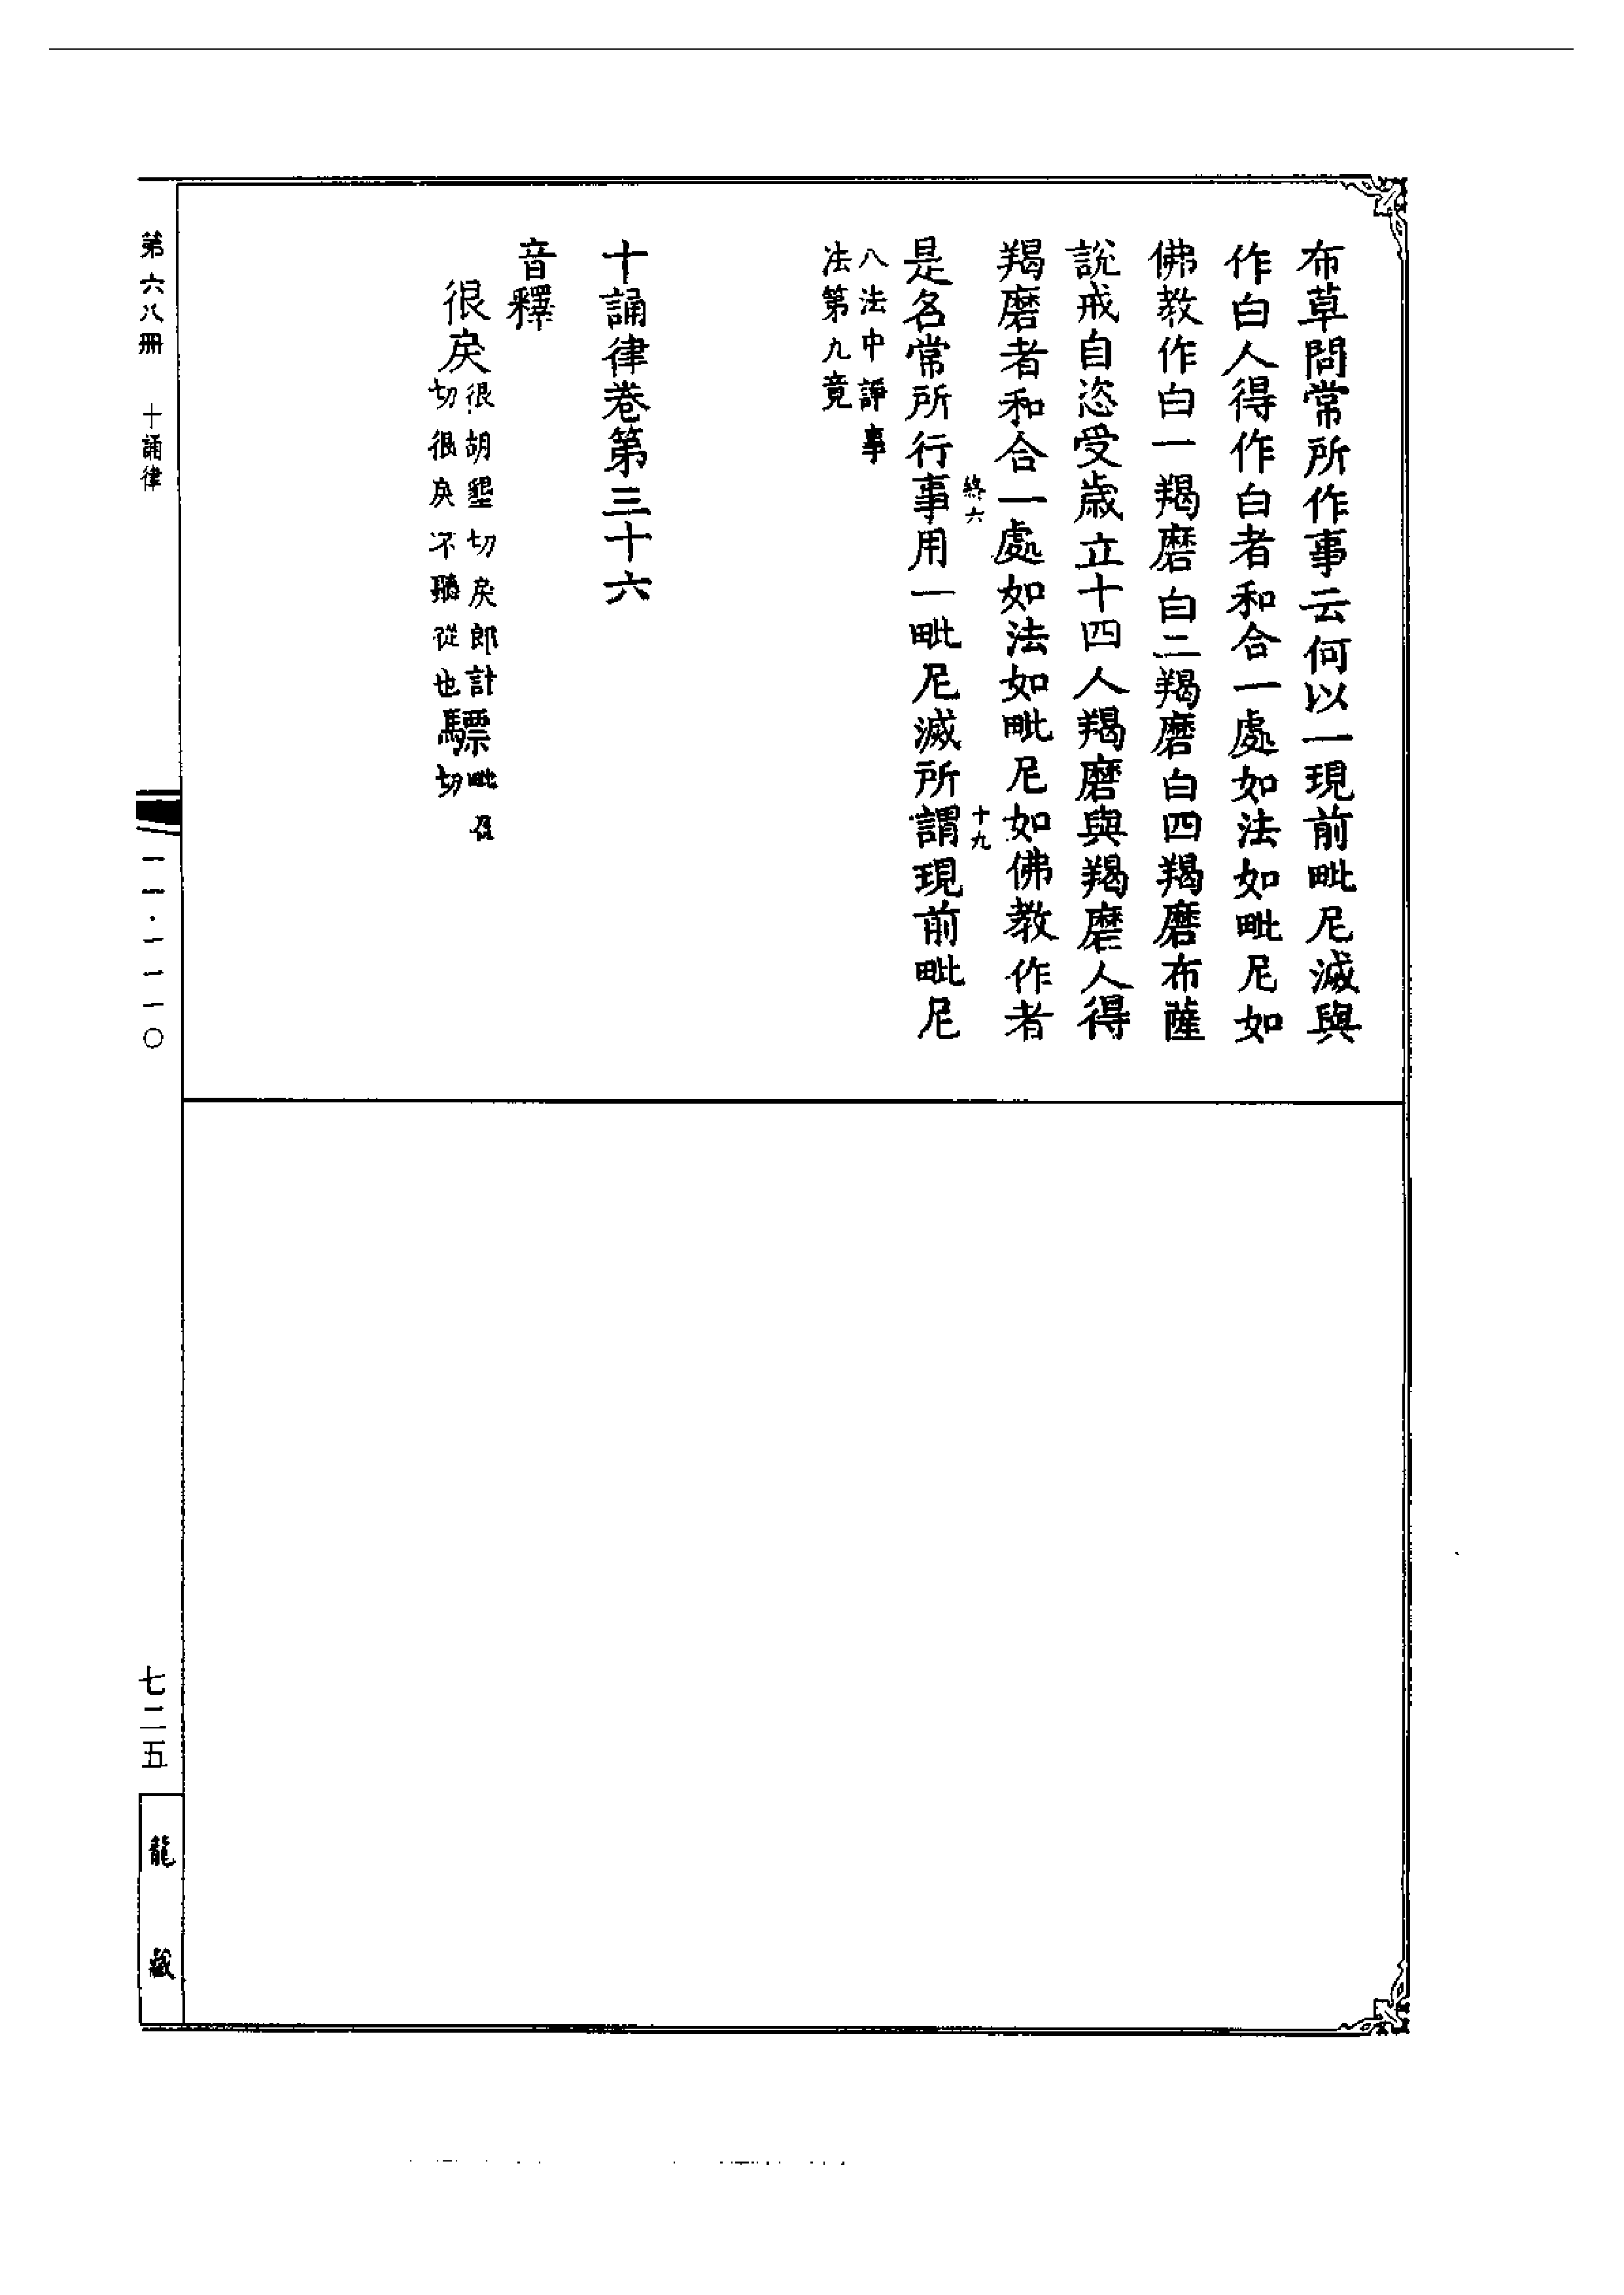 布草問常所作事云何以一現前毗尼滅與
作白人得作白者和合一處如法如毗尼如
佛教作白一羯磨白二羯磨白四羯磨布薩
說戒自恣受歲立十四人羯磨與羯磨人得
羯磨者和合一處如法如毗尼如佛教作者
終六　十九
是名常所行事用一毗尼滅所謂現前毗尼
八法中諍事
法第九竟
十誦律卷第三十六
音釋
很戾很胡墾切戾郎計切很戾不聽從也驃毗召切
第六八冊　十誦律
一一·一一一〇
七二五
龍藏